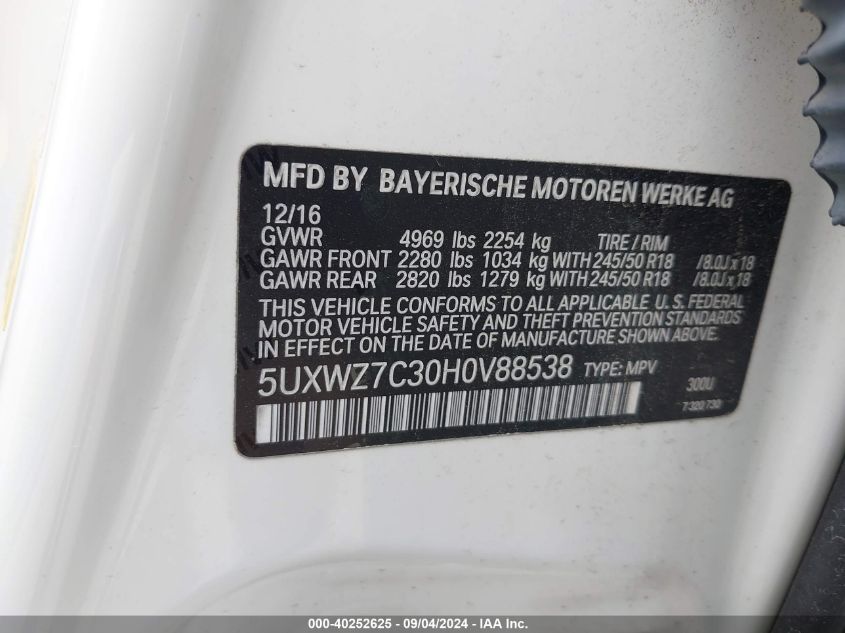 MFD BY BAYERISCHE MOTOREN WERKE AG
12/16
GVWR 4969 lbs 2254 kg TIRE / RIM
GAWR FRONT 2280 lbs 1034 kg WITH 245/50 R18 /8.0J x 18
GAWR REAR 2820 lbs 1279 kg WITH 245/50 R18 /8.0J x 18
THIS VEHICLE CONFORMS TO ALL APPLICABLE U. S. FEDERAL
MOTOR VEHICLE SAFETY AND THEFT PREVENTION STANDARDS
IN EFFECT ON THE DATE OF MANUFACTURE SHOWN ABOVE.
5UXWZ7C30H0V88538 TYPE: MPV 300U
7 320 730
000-40252625 - 09/04/2024 - IAA Inc.